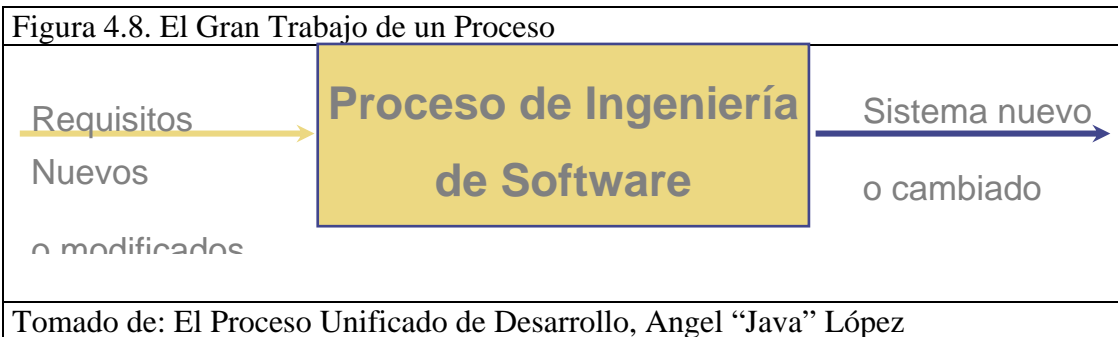 Figura 4.8. El Gran Trabajo de un Proceso
Requisitos
Nuevos
o modificados
Proceso de Ingeniería
de Software
Sistema nuevo
o cambiado
Tomado de: El Proceso Unificado de Desarrollo, Angel “Java” López